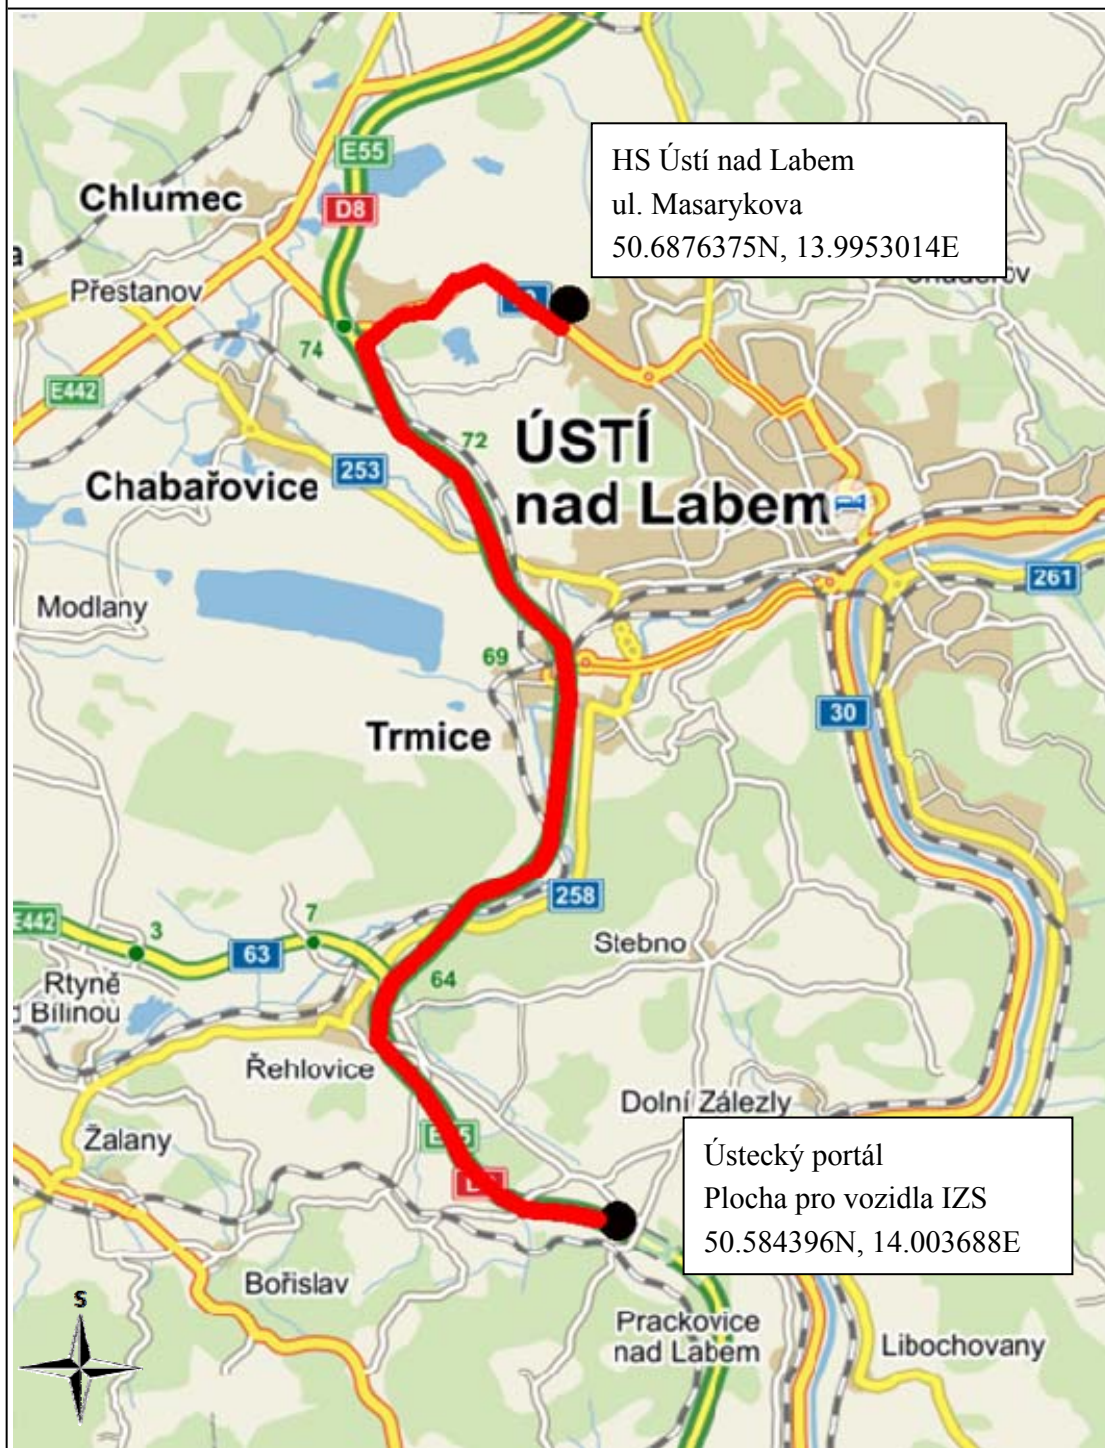 E55
D8
HS Ústí nad Labem
ul. Masarykova
50.6876375N, 13.9953014E
Chlumec
a
Přestanov
74
E442
72
ÚSTÍ
nad Labem
253
Chabařovice
261
Modlany
69
30
Trmice
258
E442
3
7
63
Stebno
64
Rtyně
d Bílinou
Řehlovice
Dolní Zálezly
Žalany
Ústecký portál
Plocha pro vozidla IZS
50.584396N, 14.003688E
Bořislav
S
Prackovice
nad Labem
Libochovany